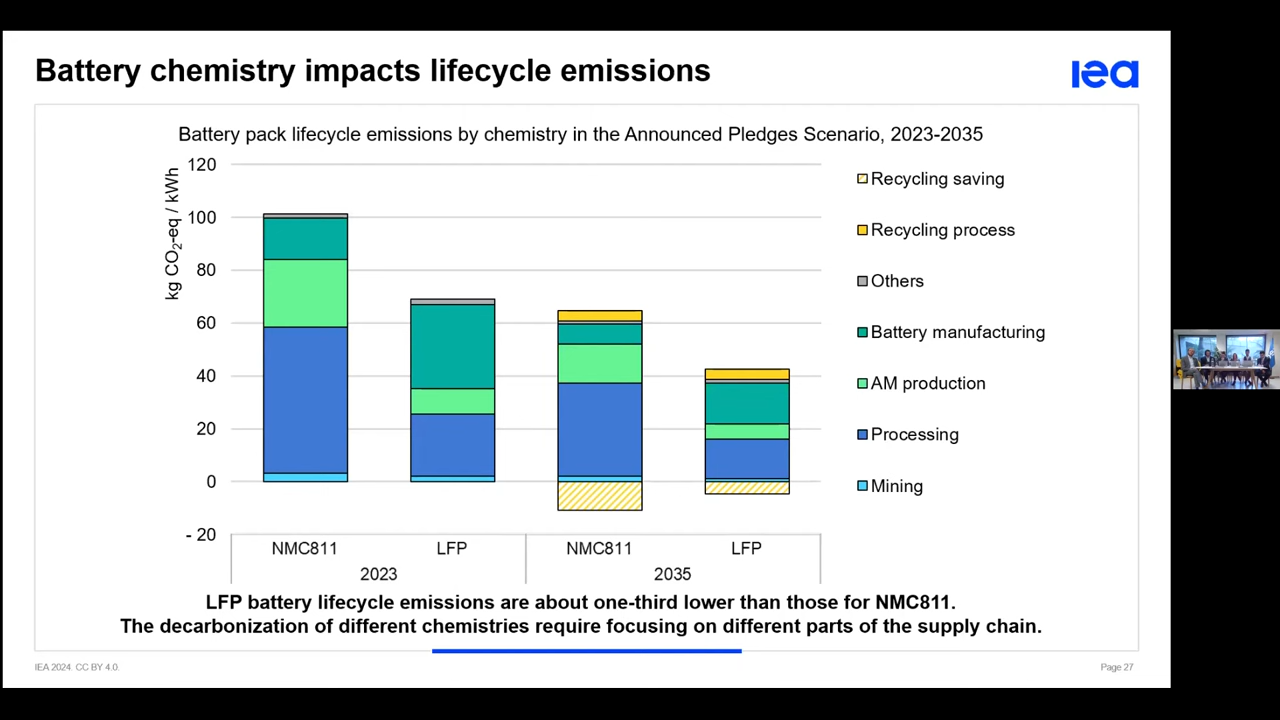 Battery chemistry impacts lifecycle emissions
iea
Battery pack lifecycle emissions by chemistry in the Announced Pledges Scenario, 2023-2035
kg CO₂-eq / kWh
120
100
80
60
40
20
0
- 20
NMC811
LFP
NMC811
LFP
2023
2035
Recycling saving
Recycling process
Others
Battery manufacturing
AM production
Processing
Mining
LFP battery lifecycle emissions are about one-third lower than those for NMC811.
The decarbonization of different chemistries require focusing on different parts of the supply chain.
IEA 2024. CC BY 4.0.
Page 27